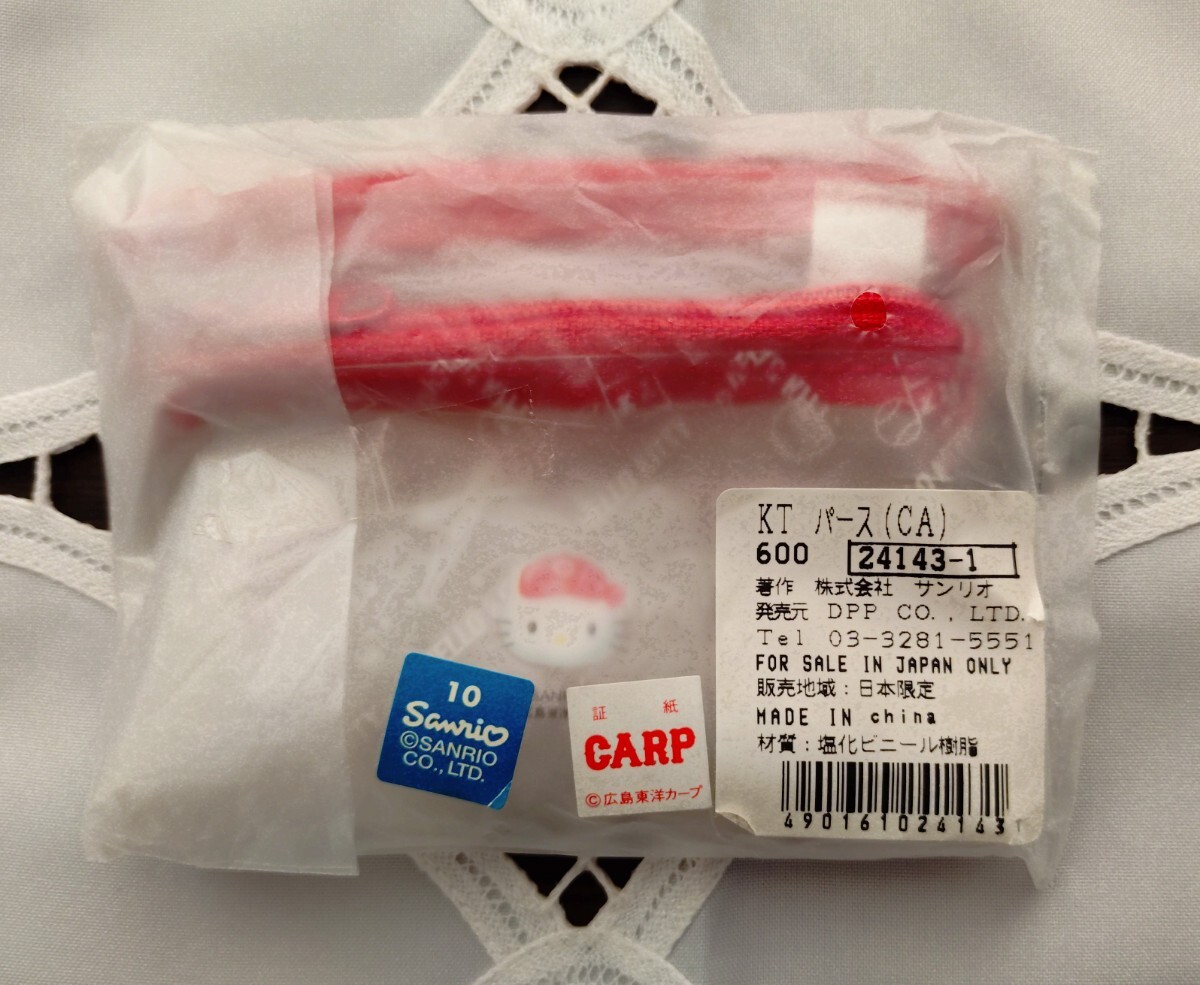 KT パース(CA)
600 24143-1
著作 株式会社 サンリオ
発売元 DPP CO., LTD.
Tel 03-3281-5551
FOR SALE IN JAPAN ONLY
販売地域:日本限定
MADE IN china
材質:塩化ビニール樹脂
4901610241431
10
Sanrio
©SANRIO
CO., LTD.
証 紙
CARP
©広島東洋カープ